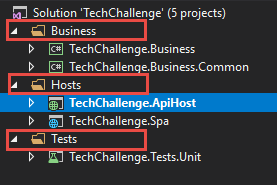 Solution 'TechChallenge' (5 projects)
Business
TechChallenge.Business
TechChallenge.Business.Common
Hosts
TechChallenge.ApiHost
TechChallenge.Spa
Tests
TechChallenge.Tests.Unit